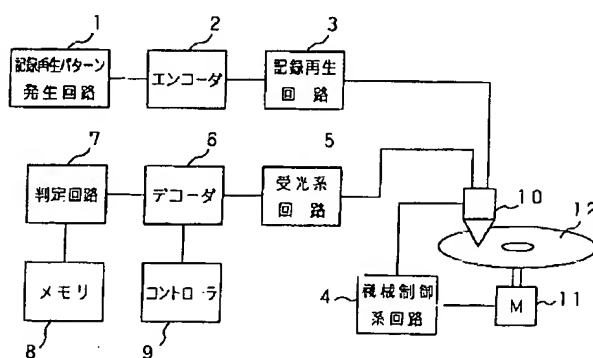 1
2
3
記録再生パターン
発生回路
エンコーダ
記録再生
回路
7
6
5
判定回路
デコーダ
受光系
回路
10
12
メモリ
コントローラ
4
機械制御
系回路
M
11
8
9